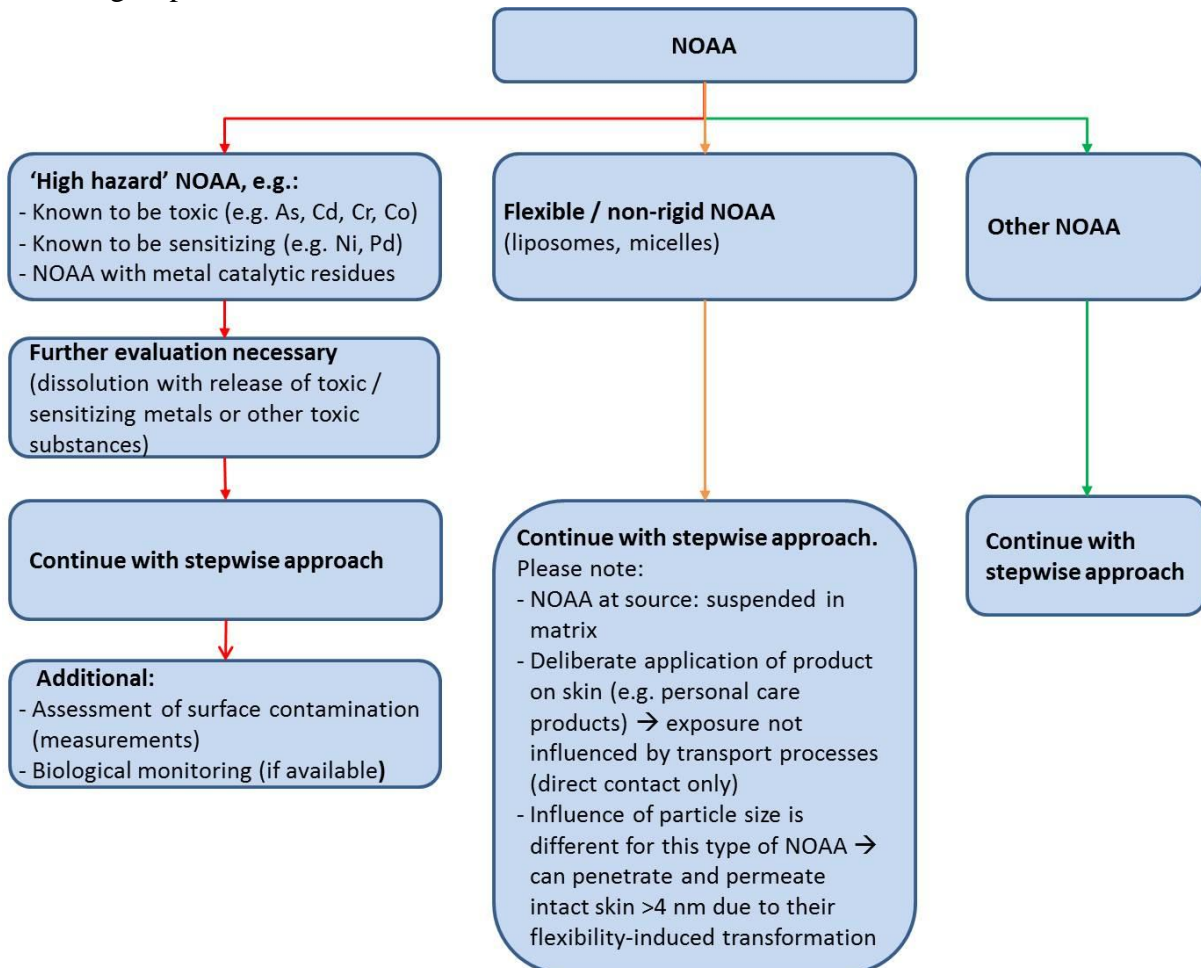 NOAA
'High hazard' NOAA, e.g.:
- Known to be toxic (e.g. As, Cd, Cr, Co)
- Known to be sensitizing (e.g. Ni, Pd)
- NOAA with metal catalytic residues
Flexible / non-rigid NOAA
(liposomes, micelles)
Other NOAA
Further evaluation necessary
(dissolution with release of toxic /
sensitizing metals or other toxic
substances)
Continue with stepwise approach
Additional:
- Assessment of surface contamination
(measurements)
- Biological monitoring (if available)
Continue with stepwise approach.
Please note:
- NOAA at source: suspended in
matrix
- Deliberate application of product
on skin (e.g. personal care
products) → exposure not
influenced by transport processes
(direct contact only)
- Influence of particle size is
different for this type of NOAA →
can penetrate and permeate
intact skin >4 nm due to their
flexibility-induced transformation
Continue with
stepwise approach